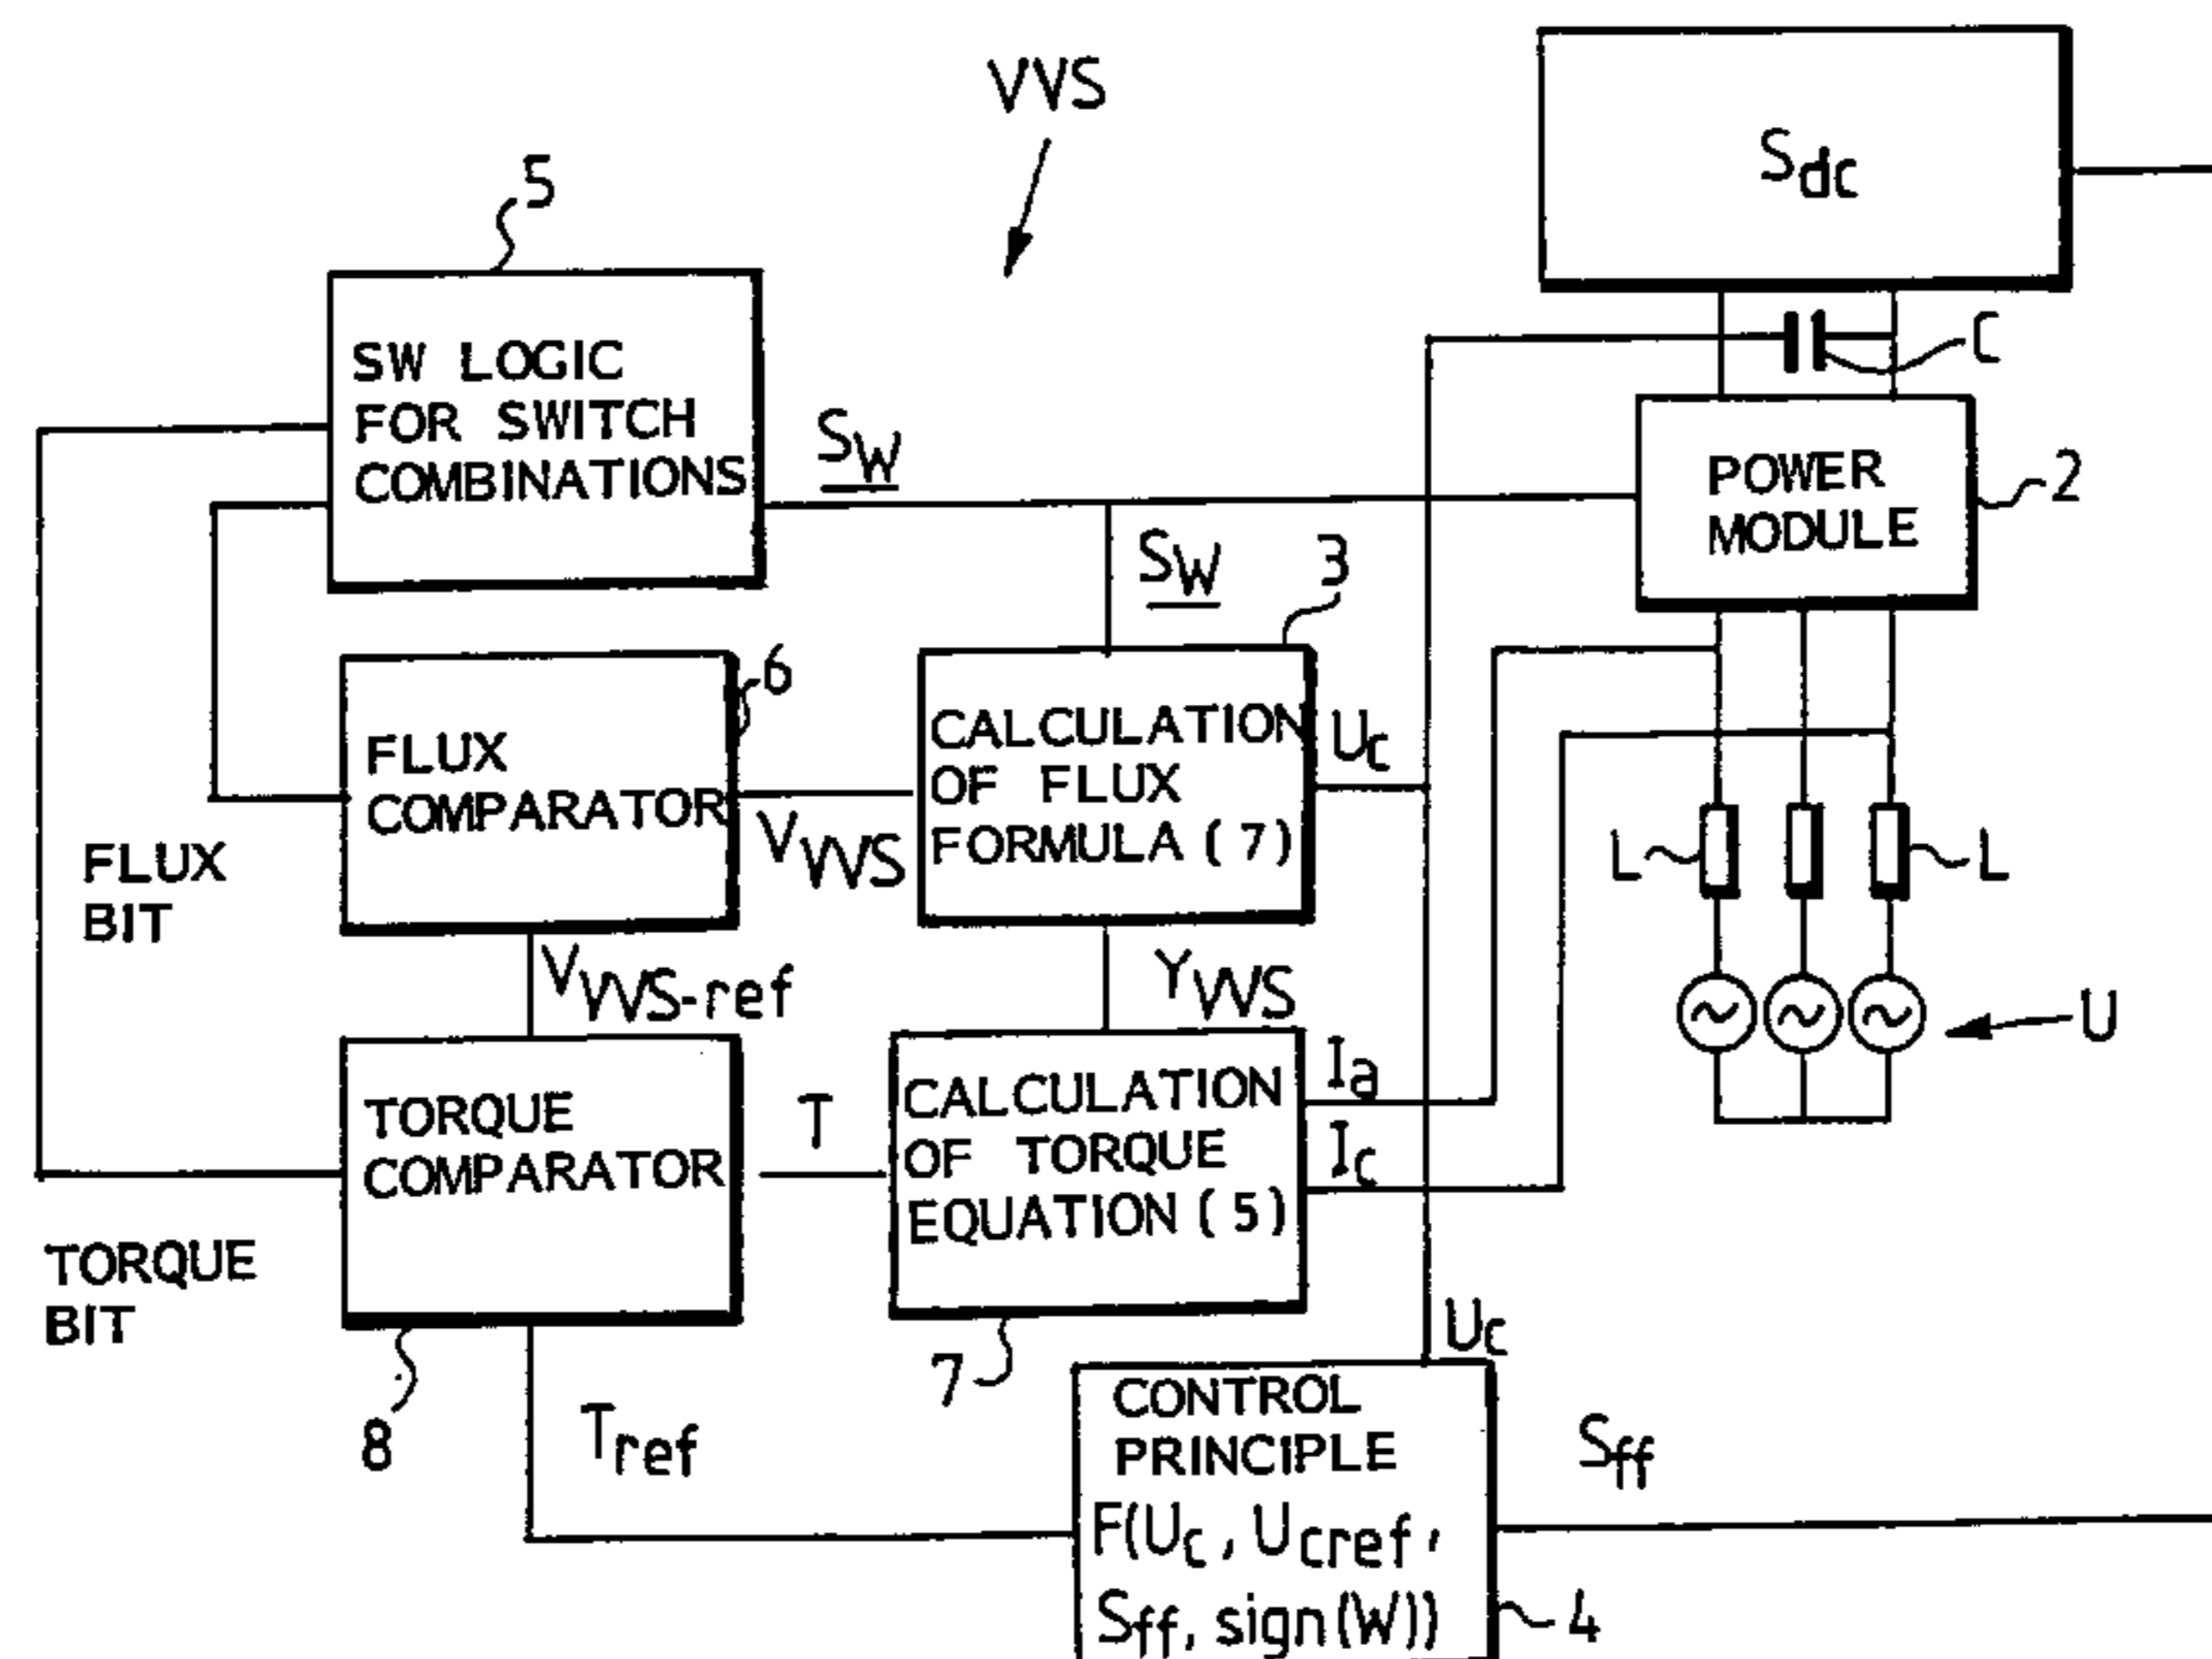 VVS
Sdc
5
SW LOGIC
FOR SWITCH
COMBINATIONS
SW
C
POWER
MODULE
2
SW
3
6
FLUX
COMPARATOR
CALCULATION
OF FLUX
FORMULA (7)
Uc
VVVS
L
L
FLUX
BIT
VVVS-ref
YVVS
U
TORQUE
COMPARATOR
T
CALCULATION
OF TORQUE
EQUATION (5)
Ia
Ic
TORQUE
BIT
8
7
Uc
Tref
CONTROL
PRINCIPLE
F(Uc, Ucref,
Sff, sign(W))
Sff
4